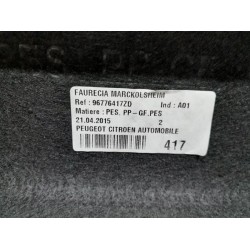 FAURECIA MARCKOLSHEIM
Ref : 96776417ZD Ind : A01
Matiere : PES, PP-GF,PES
21.04.2015 2
PEUGEOT CITROEN AUTOMOBILE
417